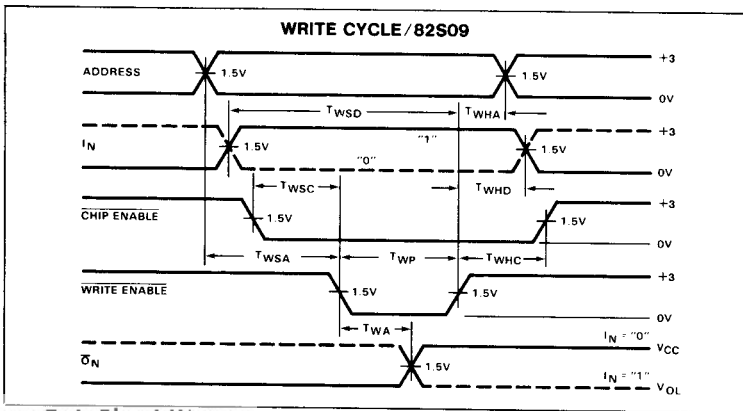 WRITE CYCLE/82S09
ADDRESS
1.5V
1.5V
+3
0V
TWSD
TWHA
IN
1.5V
"1"
"0"
1.5V
+3
0V
TWSC
TWHD
CHIP ENABLE
1.5V
1.5V
+3
0V
TWSA
TWP
TWHC
WRITE ENABLE
1.5V
1.5V
+3
0V
TWA
ON
1.5V
IN = "0"
VCC
IN = "1"
VOL